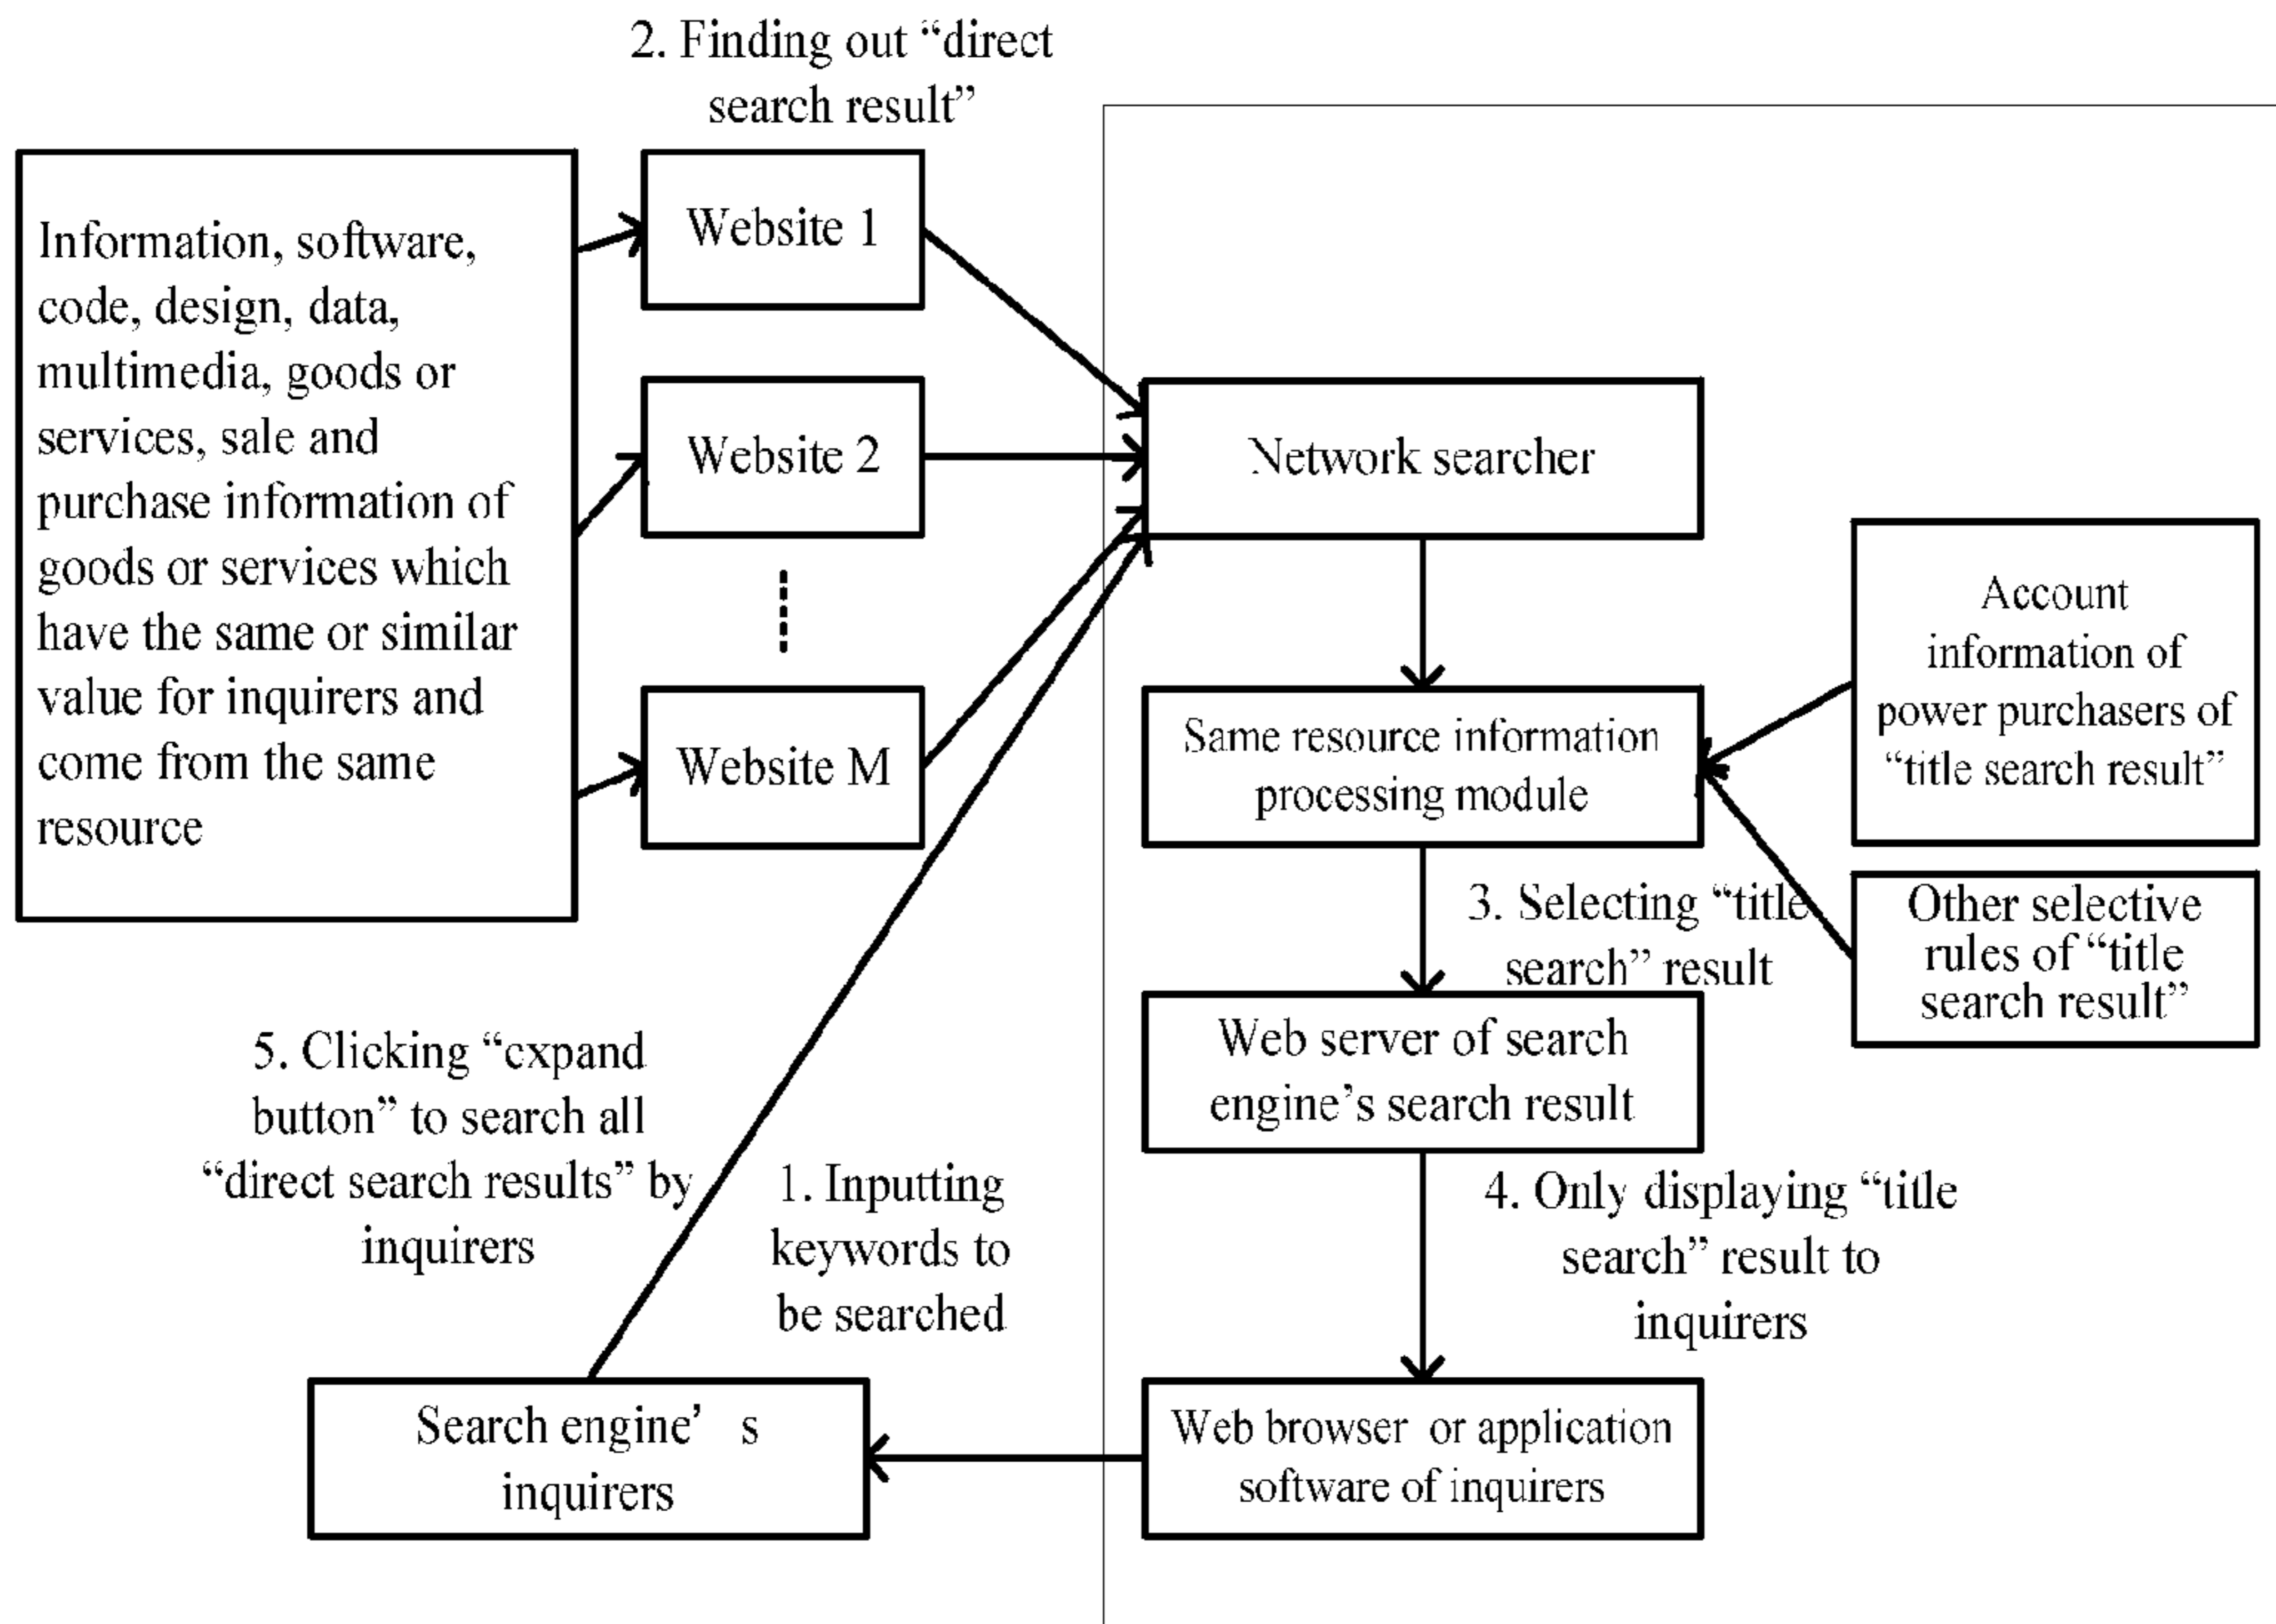 2. Finding out “direct
search result”
Information, software,
code, design, data,
multimedia, goods or
services, sale and
purchase information of
goods or services which
have the same or similar
value for inquirers and
come from the same
resource
Website 1
Website 2
Website M
Network searcher
Account
information of
power purchasers of
“title search result”
Same resource information
processing module
3. Selecting “title
search” result
Other selective
rules of “title
search result”
Web server of search
engine’s search result
5. Clicking “expand
button” to search all
“direct search results” by
inquirers
1. Inputting
keywords to
be searched
4. Only displaying “title
search” result to
inquirers
Search engine’ s
inquirers
Web browser or application
software of inquirers